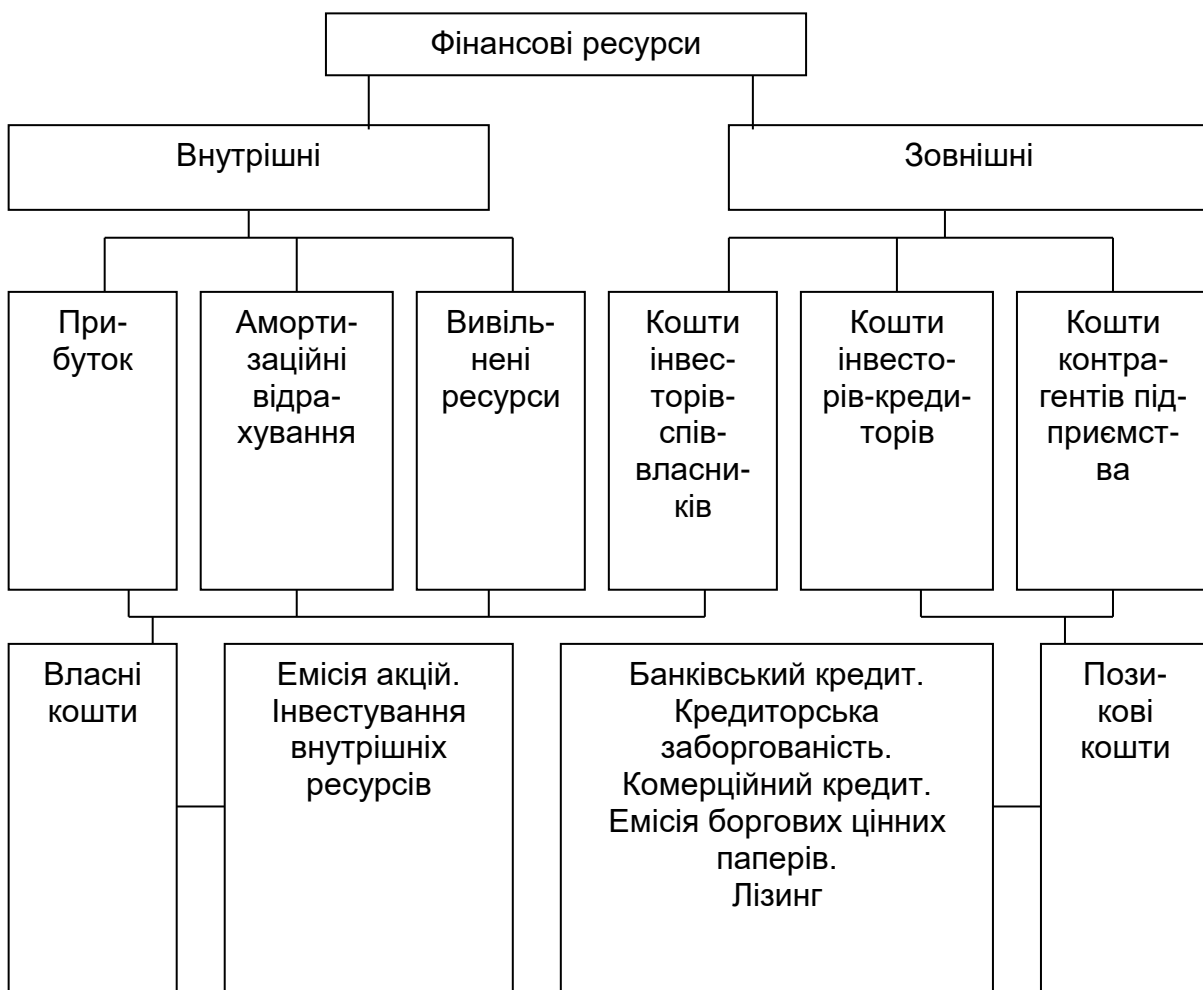 Фінансові ресурси
Внутрішні
Зовнішні
При-
буток
Аморти-
заційні
відра-
хування
Вивіль-
нені
ресурси
Кошти
інвес-
торів-
спів-
власни-
ків
Кошти
інвесто-
рів-креди-
торів
Кошти
контра-
гентів під-
приємст-
ва
Власні
кошти
Емісія акцій.
Інвестування
внутрішніх
ресурсів
Банківський кредит.
Кредиторська
заборгованість.
Комерційний кредит.
Емісія боргових цінних
паперів.
Лізинг
Пози-
кові
кошти